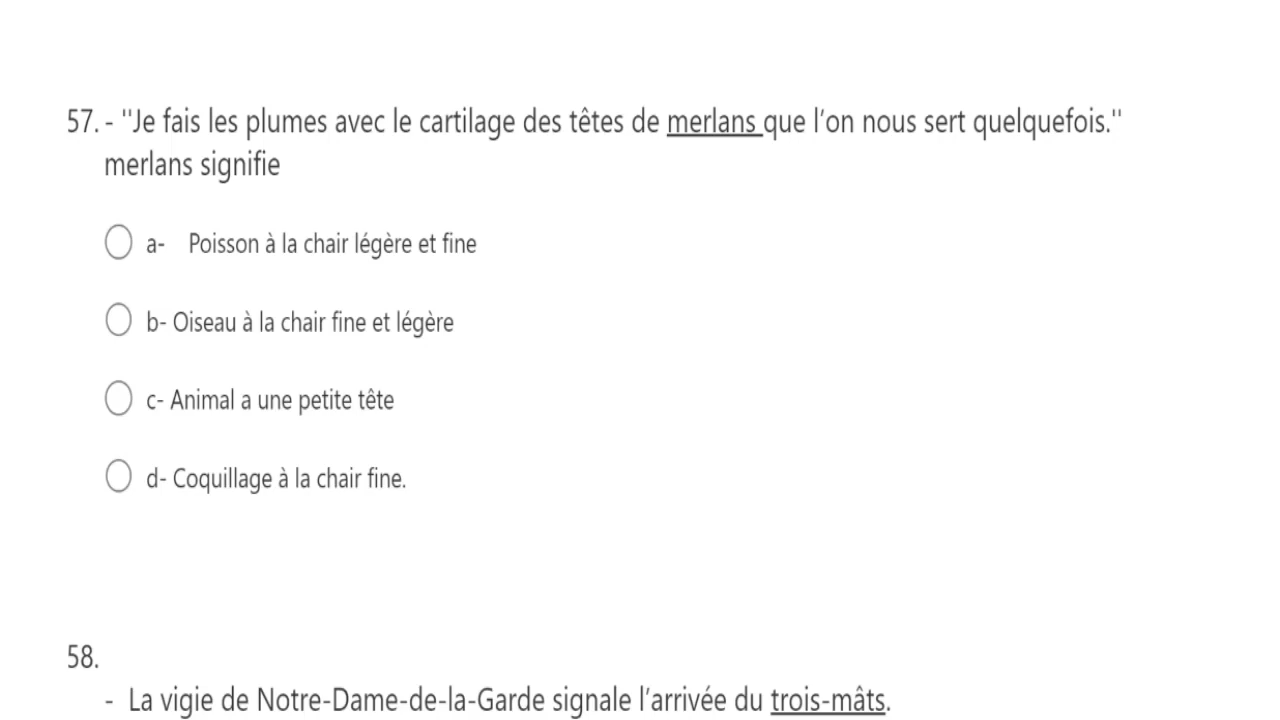 57. - "Je fais les plumes avec le cartilage des têtes de merlans que l’on nous sert quelquefois."
merlans signifie
a- Poisson à la chair légère et fine
b- Oiseau à la chair fine et légère
c- Animal a une petite tête
d- Coquillage à la chair fine.
58.
- La vigie de Notre-Dame-de-la-Garde signale l’arrivée du trois-mâts.